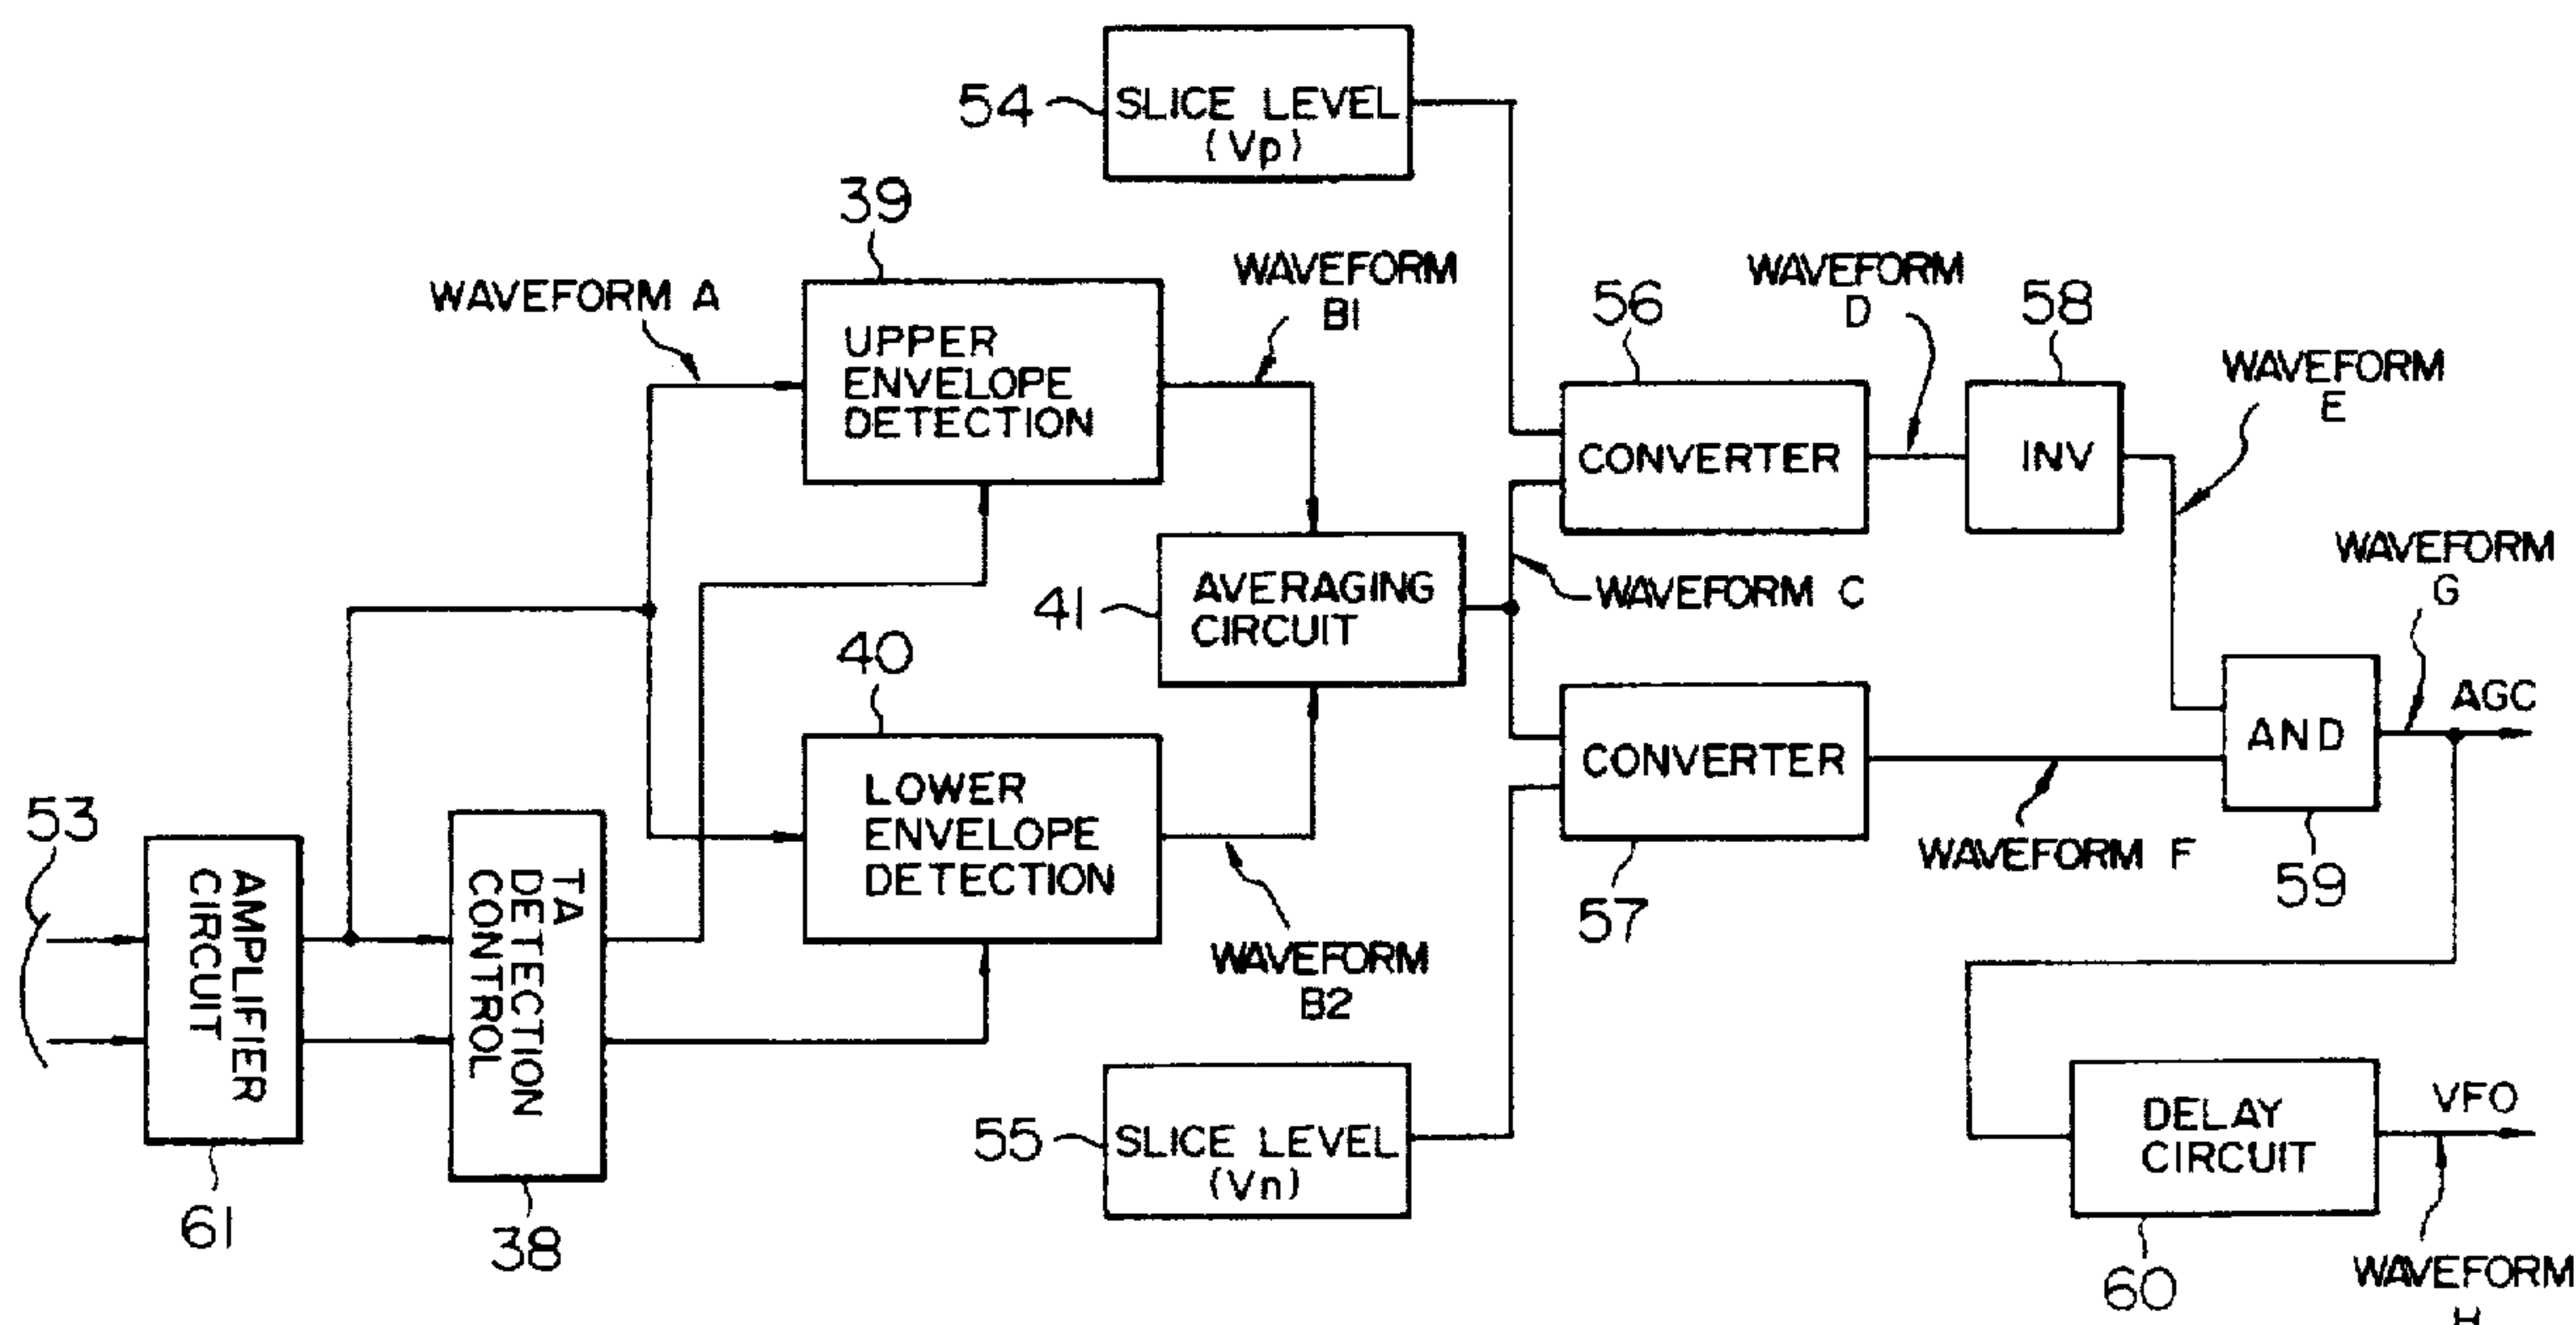 54
SLICE LEVEL
(Vp)
39
WAVEFORM A
UPPER
ENVELOPE
DETECTION
WAVEFORM
B1
56
CONVERTER
WAVEFORM
D
58
INV
WAVEFORM
E
41
AVERAGING
CIRCUIT
WAVEFORM C
WAVEFORM
G
AGC
40
LOWER
ENVELOPE
DETECTION
WAVEFORM
B2
CONVERTER
57
WAVEFORM F
AND
59
53
AMPLIFIER
CIRCUIT
61
TA
DETECTION
CONTROL
38
55
SLICE LEVEL
(Vn)
DELAY
CIRCUIT
60
VFO
WAVEFORM
H